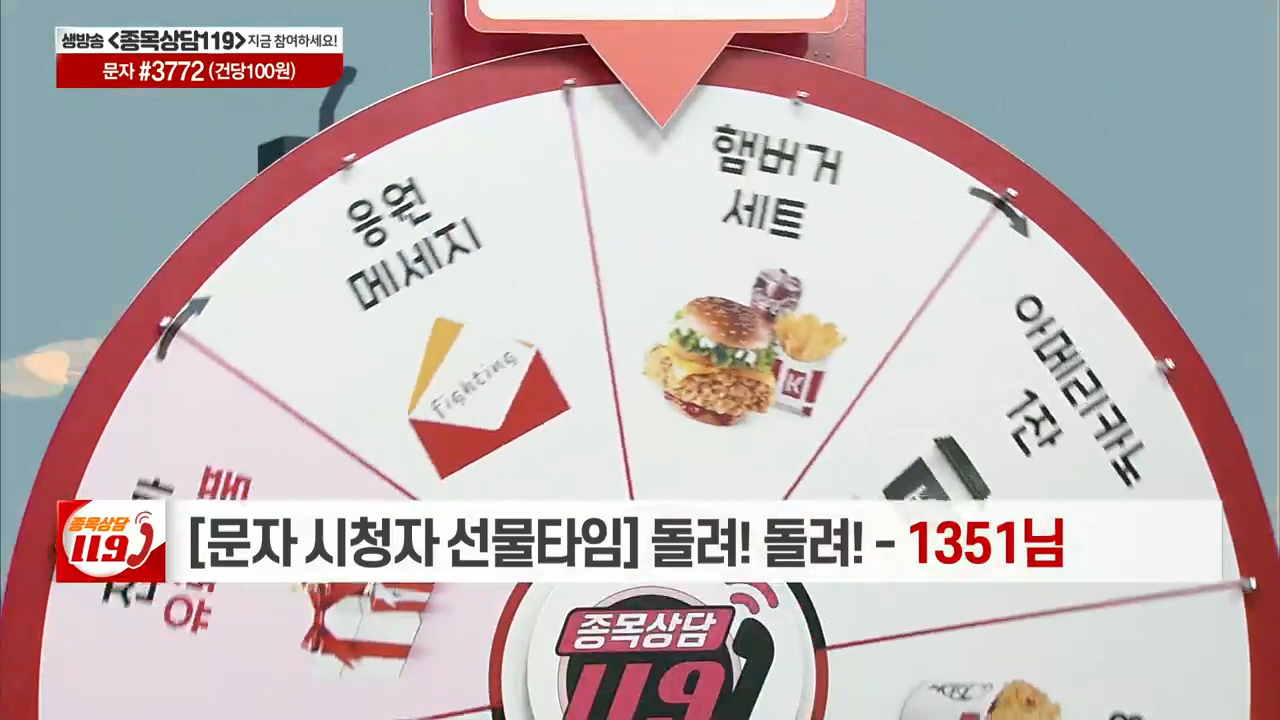 생방송 <종목상담119> 지금 참여하세요!
문자 #3772 (건당100원)
햄버거
세트
응원
메세지
fighting
아메리카노
1잔
종목상담
119
[문자 시청자 선물타임] 돌려! 돌려! - 1351님
종목상담
119